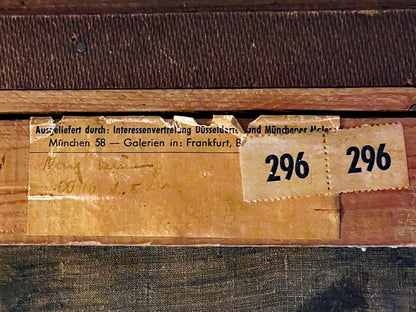 Ausgeliefert durch: Interessenvertretung Düsseldorfer und Münchener Maler
München 58 — Galerien in: Frankfurt, B
296 296